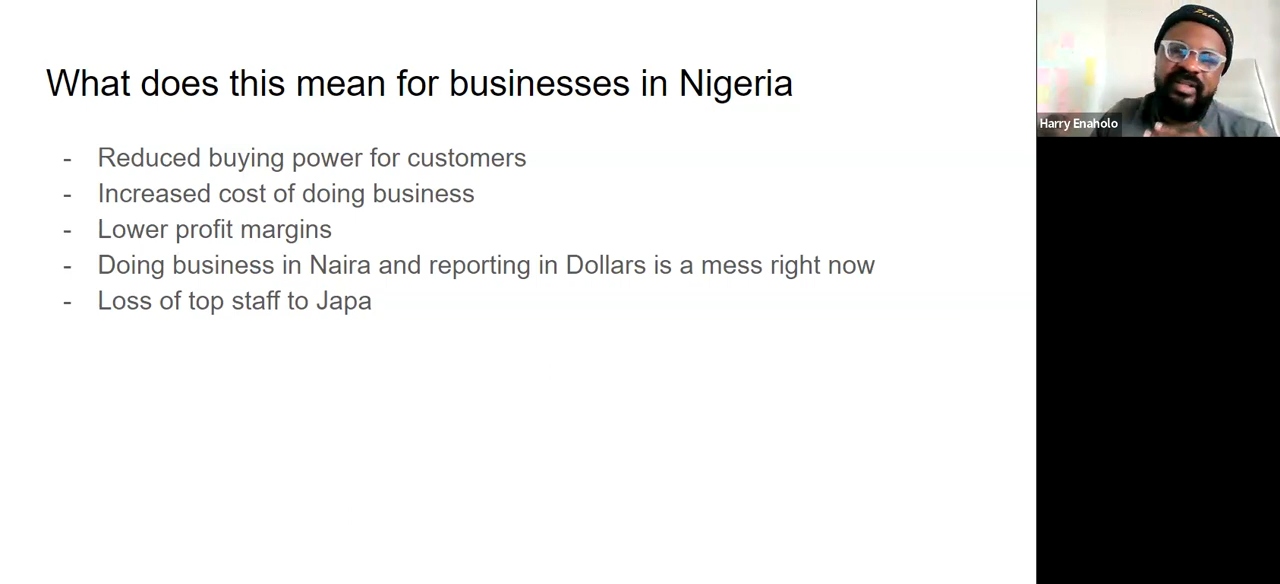 What does this mean for businesses in Nigeria
- Reduced buying power for customers
- Increased cost of doing business
- Lower profit margins
- Doing business in Naira and reporting in Dollars is a mess right now
- Loss of top staff to Japa
Harry Enaholo